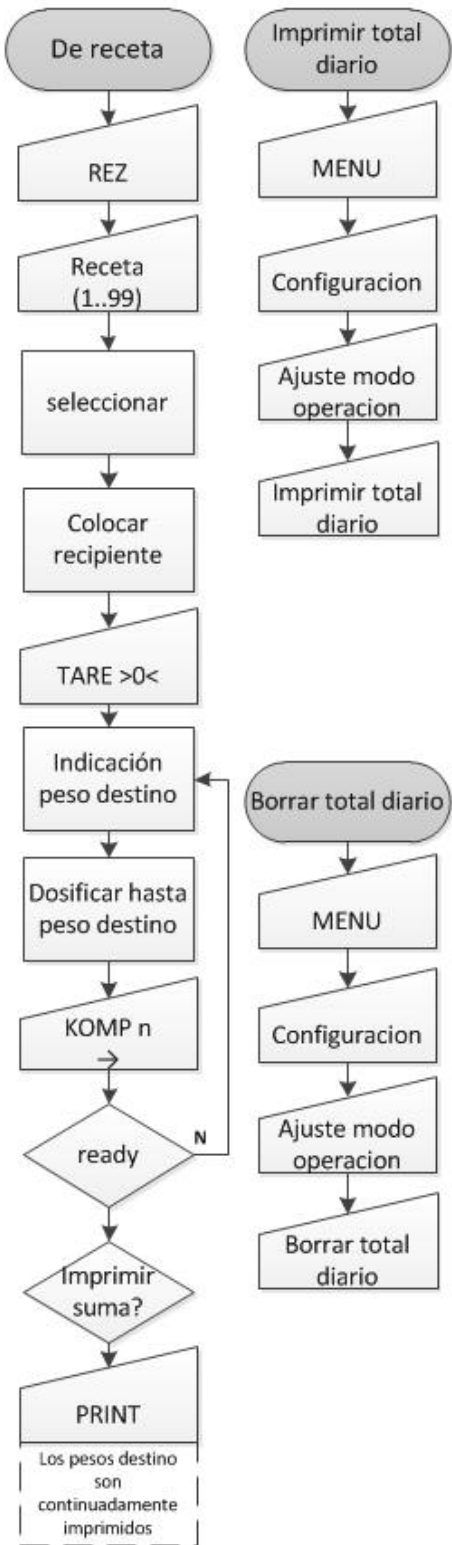 De receta
REZ
Receta
(1..99)
seleccionar
Colocar
recipiente
TARE >0<
Indicación
peso destino
Dosificar hasta
peso destino
KOMP n
→
ready
N
Imprimir
suma?
PRINT
Los pesos destino
son
continuadamente
imprimidos
Imprimir total
diario
MENU
Configuracion
Ajuste modo
operacion
Imprimir total
diario
Borrar total diario
MENU
Configuracion
Ajuste modo
operacion
Borrar total
diario